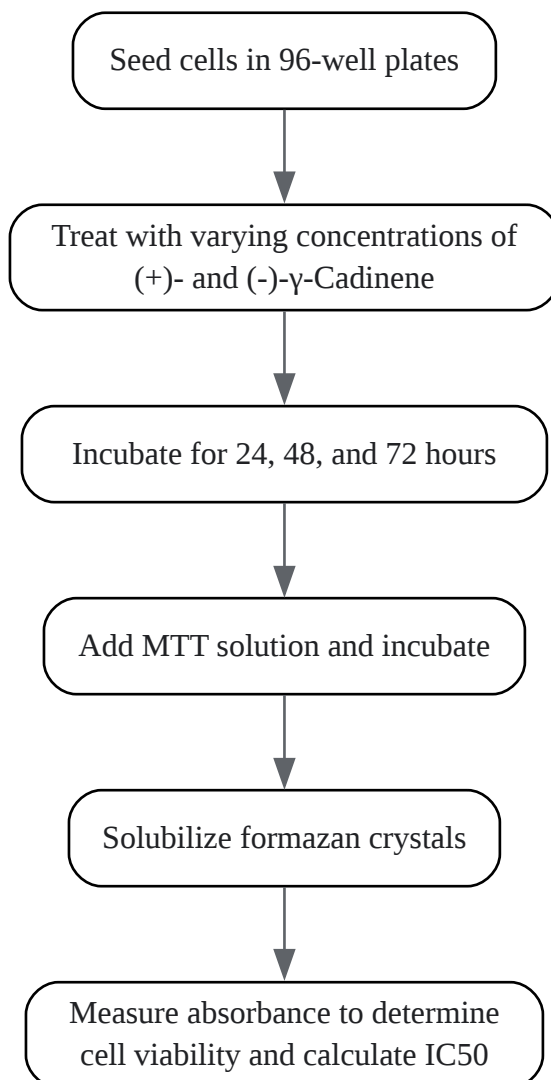 Seed cells in 96-well plates
Treat with varying concentrations of
(+)- and (-)-γ-Cadinene
Incubate for 24, 48, and 72 hours
Add MTT solution and incubate
Solubilize formazan crystals
Measure absorbance to determine
cell viability and calculate IC50